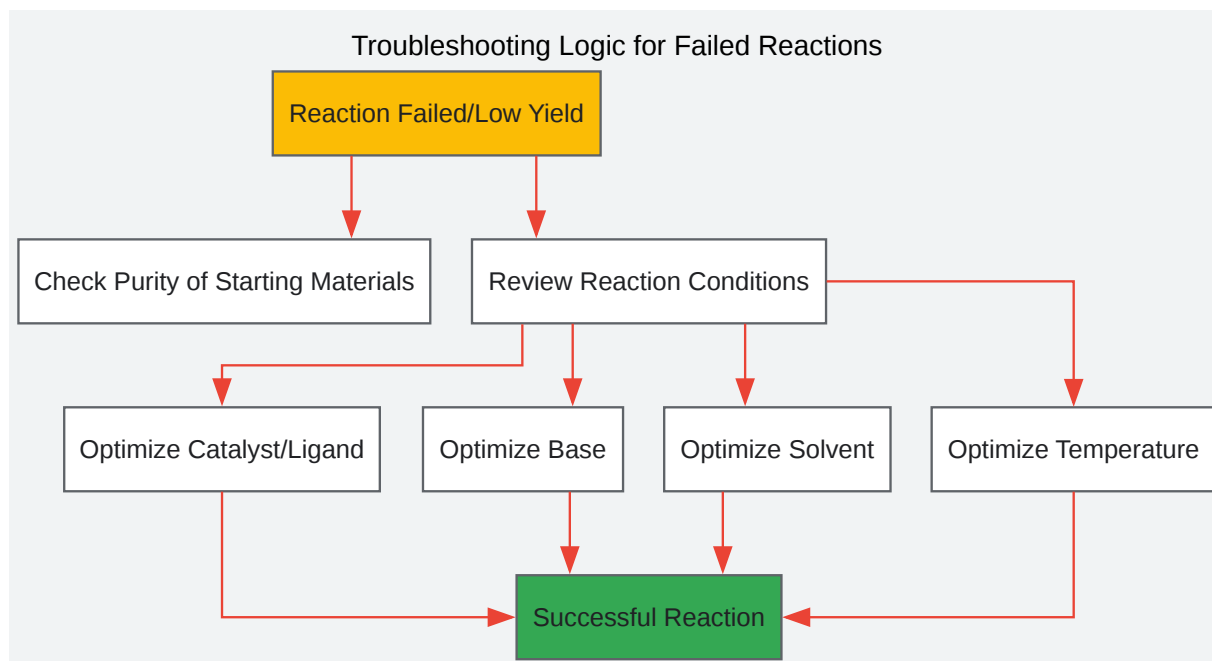 Troubleshooting Logic for Failed Reactions
Reaction Failed/Low Yield
Check Purity of Starting Materials
Review Reaction Conditions
Optimize Catalyst/Ligand
Optimize Base
Optimize Solvent
Optimize Temperature
Successful Reaction